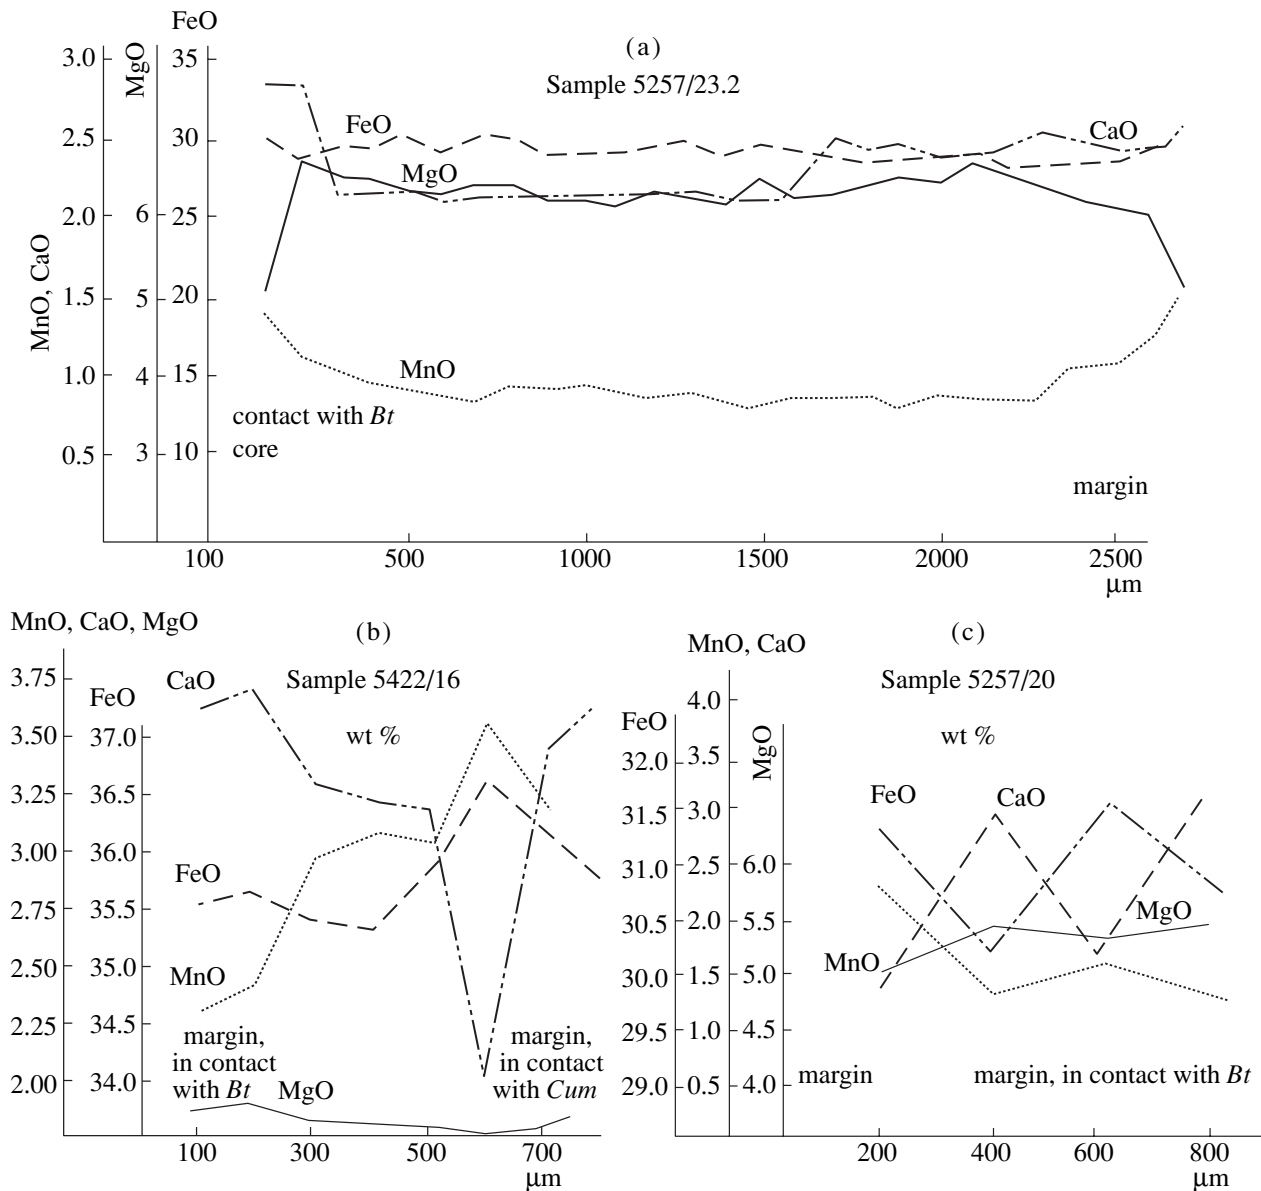 FeO
(a)
Sample 5257/23.2
3.0
MgO
35
2.5
30
FeO
CaO
MgO
2.0
6
25
MnO, CaO
1.5
5
20
MnO
1.0
4
15
contact with Bt
core
0.5
3
10
margin
100
500
1000
1500
2000
2500
μm
MnO, CaO, MgO
(b)
Sample 5422/16
wt %
3.75
3.50
3.25
3.00
2.75
2.50
2.25
2.00
FeO
37.0
36.5
36.0
35.5
35.0
34.5
34.0
CaO
FeO
MnO
margin,
in contact
with Bt
MgO
margin,
in contact
with Cum
100
300
500
700
μm
(c)
MnO, CaO
Sample 5257/20
wt %
FeO
32.0
31.5
31.0
30.5
30.0
29.5
29.0
4.0
3.5
3.0
2.5
2.0
1.5
1.0
0.5
MgO
6.0
5.5
5.0
4.5
4.0
FeO
CaO
MgO
MnO
margin
margin, in contact with Bt
200
400
600
800
μm